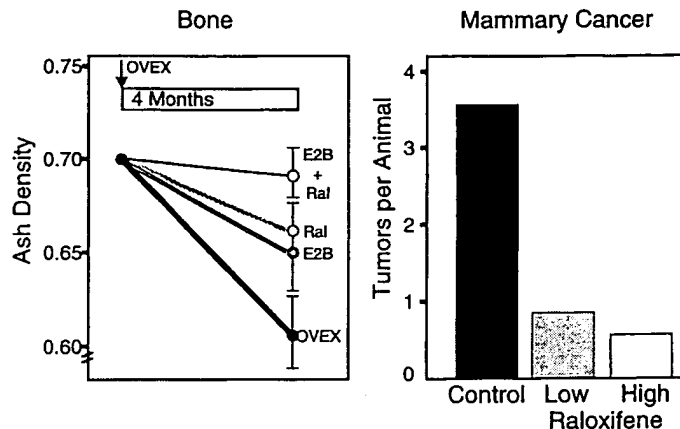 Bone
0.75
OVEX
4 Months
0.70
0.65
0.60
Ash Density
E2B
+
Ral
Ral
E2B
OVEX
Mammary Cancer
4
3
2
1
0
Tumors per Animal
Control Low High
Raloxifene